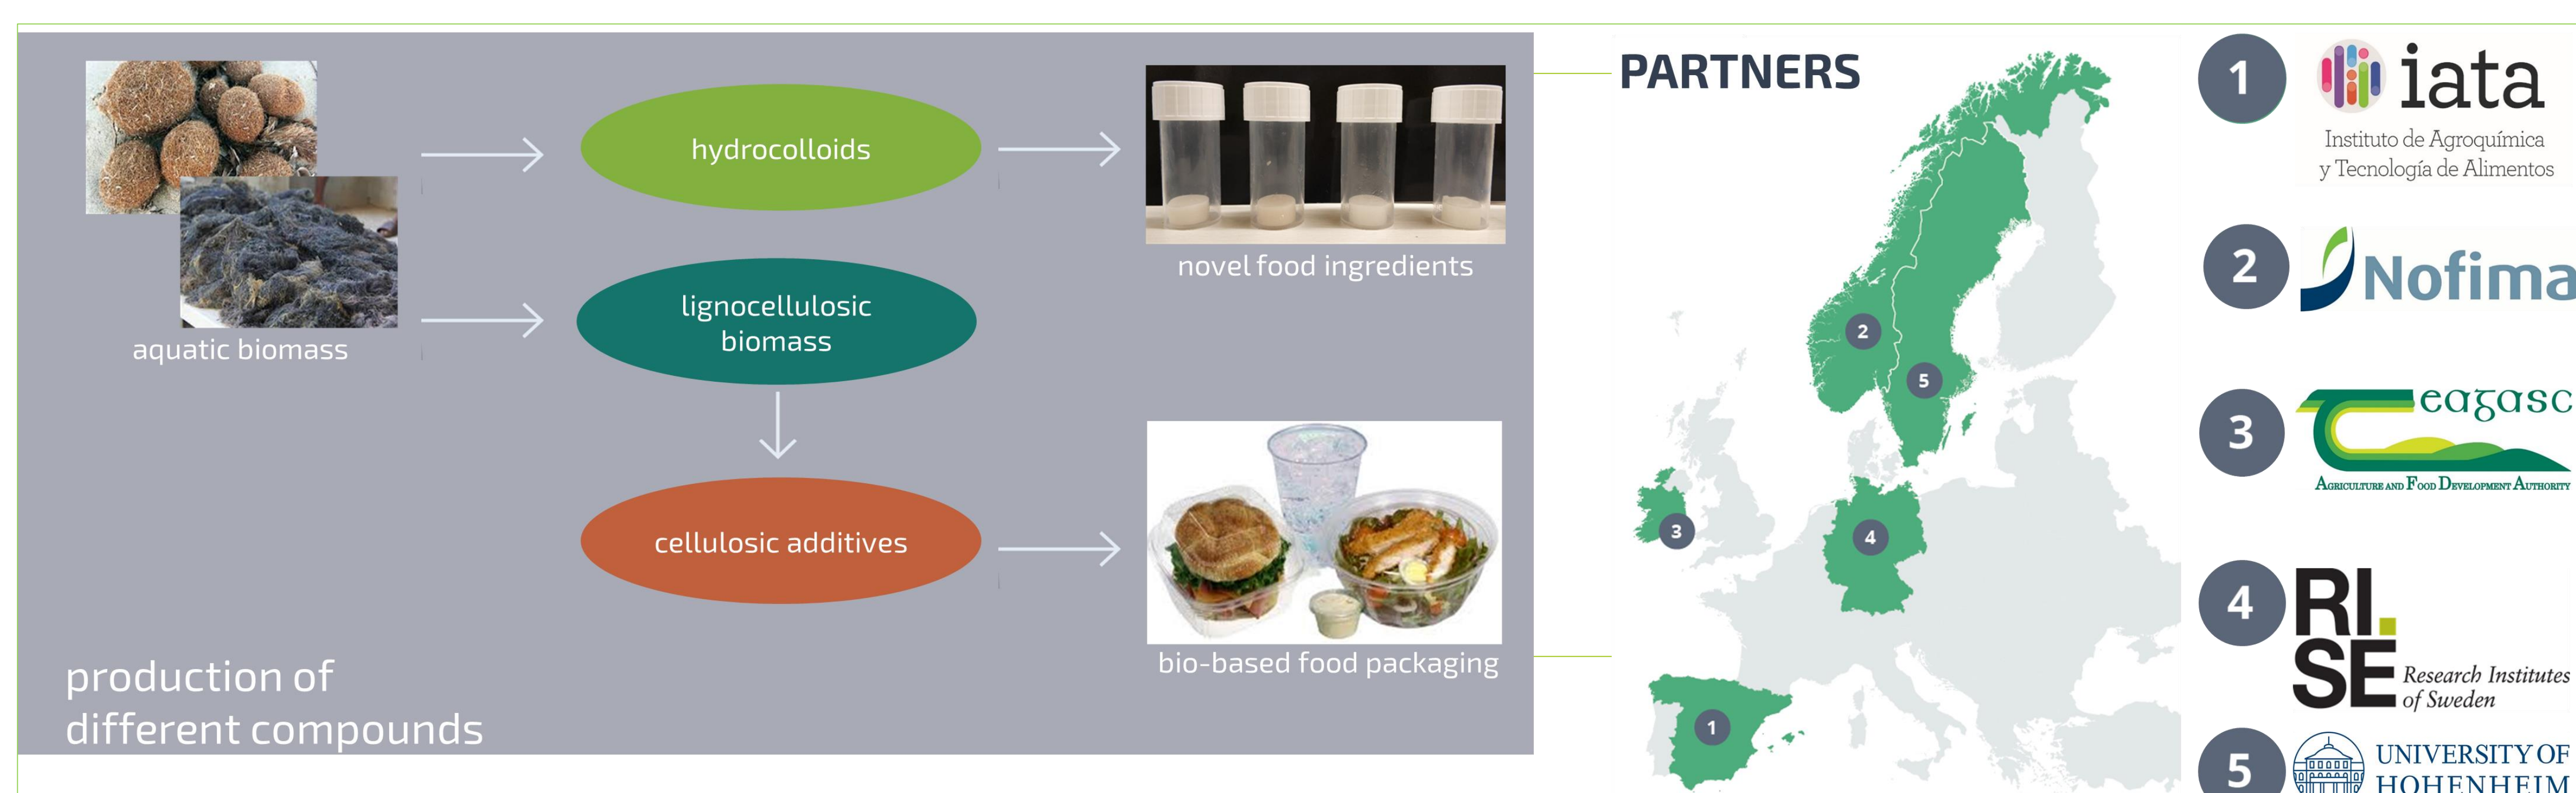 aquatic biomass
hydrocolloids
lignocellulosic
biomass
cellulosic additives
novel food ingredients
bio-based food packaging
production of
different compounds
PARTNERS
2
5
3
4
1
1
iata
Instituto de Agroquímica
y Tecnología de Alimentos
2
Nofima
3
eagasc
AGRICULTURE AND FOOD DEVELOPMENT AUTHORITY
4
RI.
SE
Research Institutes
of Sweden
5
UNIVERSITY OF
HOHENHEIM